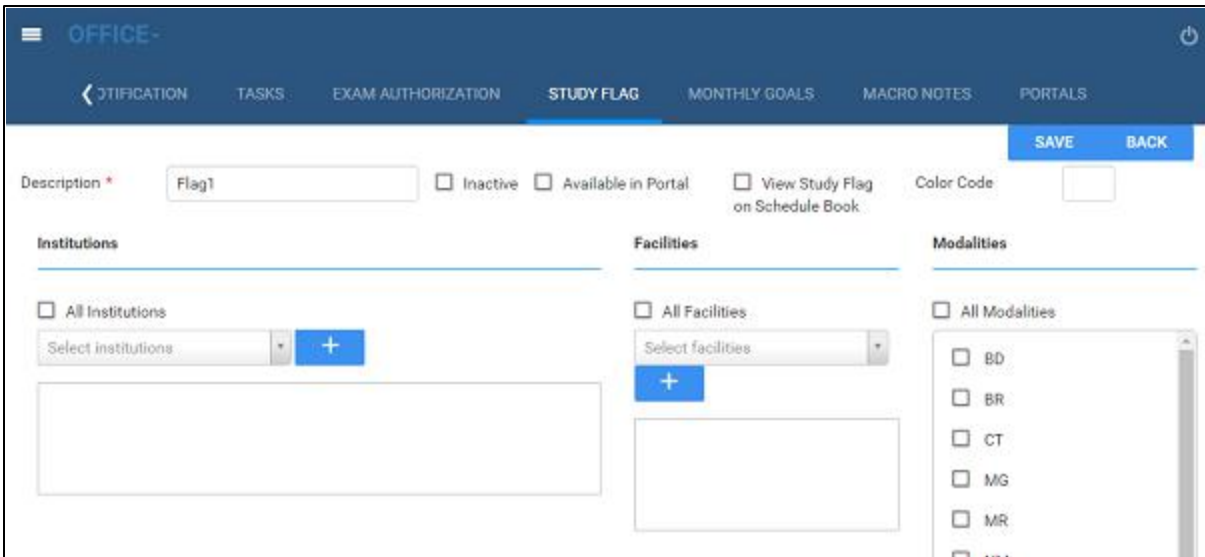 OFFICE-
OTIFICATION TASKS EXAM AUTHORIZATION STUDY FLAG MONTHLY GOALS MACRO NOTES PORTALS
SAVE BACK
Description * Flag1 Inactive Available in Portal View Study Flag on Schedule Book Color Code
Institutions Facilities Modalities
All Institutions All Facilities All Modalities
Select institutions + Select facilities
+
BD
BR
CT
MG
MR